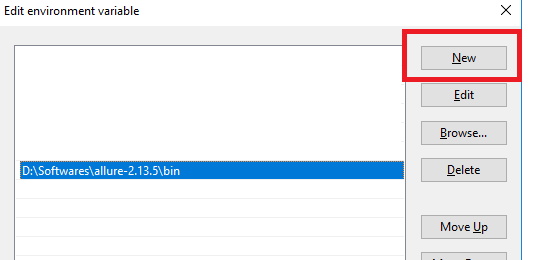 Edit environment variable
New
Edit
Browse...
D:\Softwares\allure-2.13.5\bin
Delete
Move Up